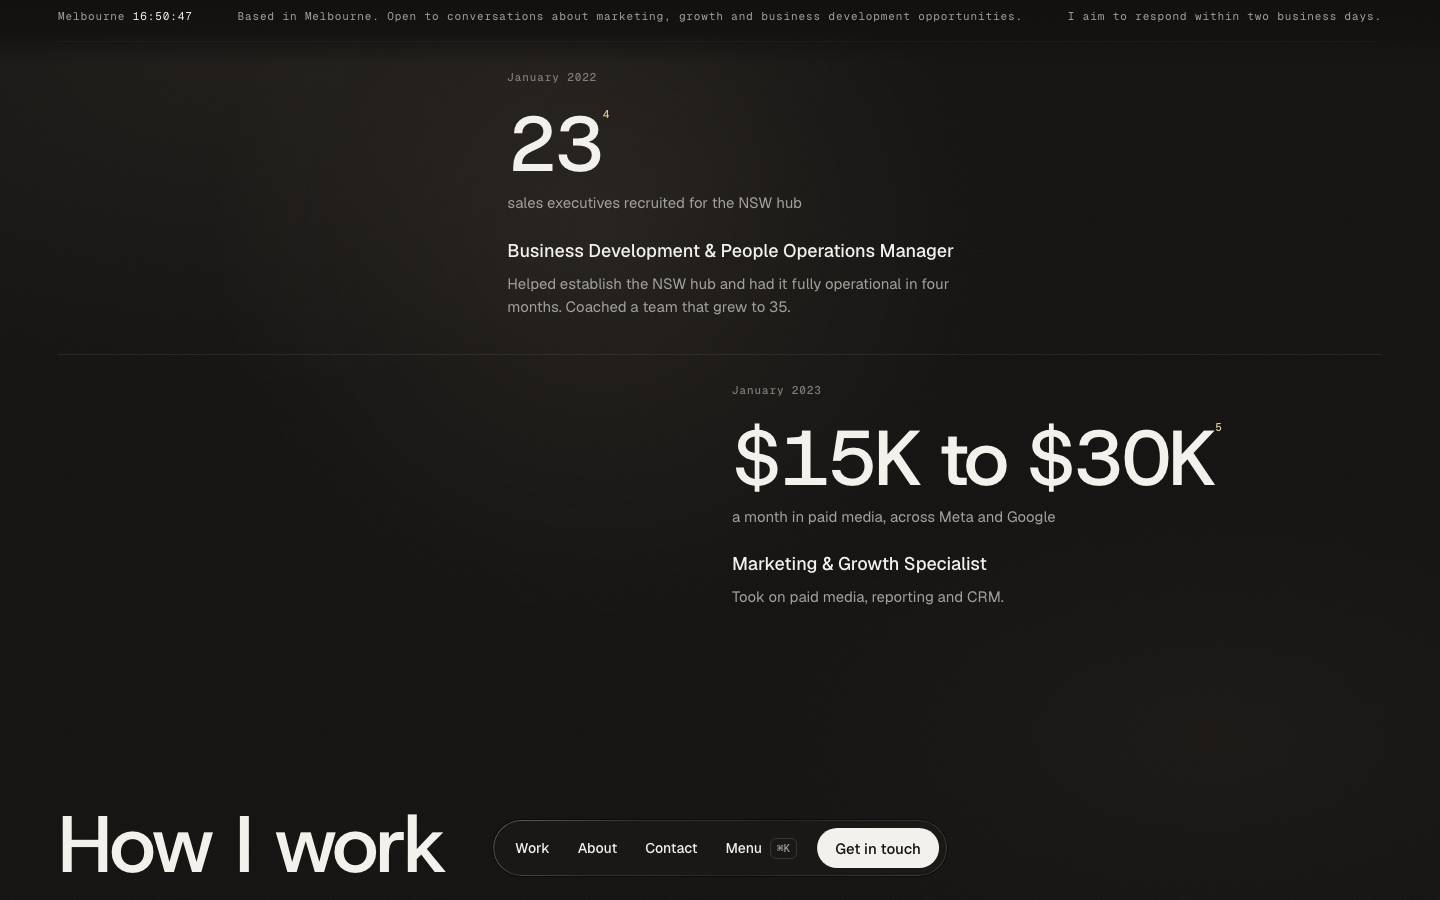 Melbourne 16:50:47 Based in Melbourne. Open to conversations about marketing, growth and business development opportunities. I aim to respond within two business days.
January 2022
23 4
sales executives recruited for the NSW hub
Business Development & People Operations Manager
Helped establish the NSW hub and had it fully operational in four
months. Coached a team that grew to 35.
January 2023
$15K to $30K 5
a month in paid media, across Meta and Google
Marketing & Growth Specialist
Took on paid media, reporting and CRM.
How I work
Work About Contact Menu ⌘K Get in touch